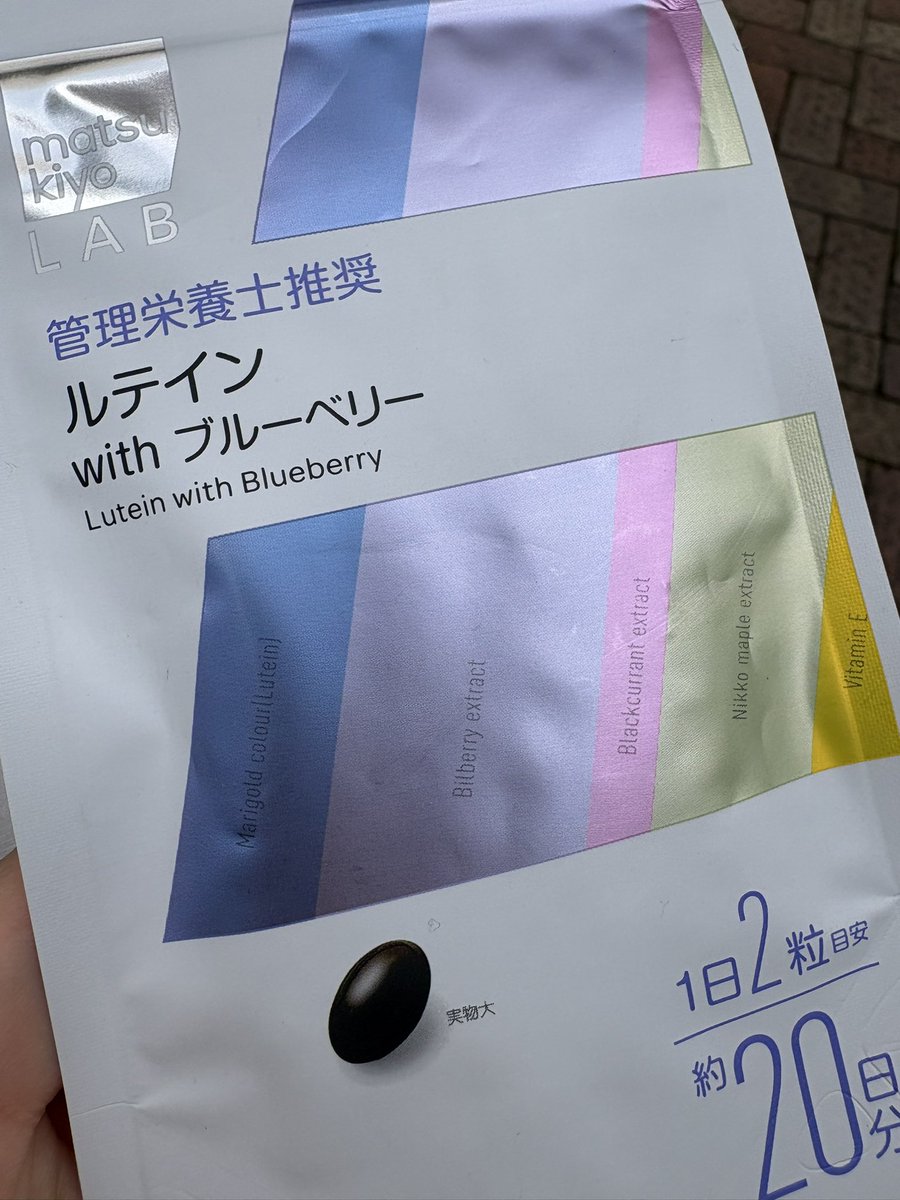 matsu
kiyo
LAB
管理栄養士推奨
ルテイン
with ブルーベリー
Lutein with Blueberry
Marigold colour(Lutein)
Bilberry extract
Blackcurrant extract
Nikko maple extract
Vitamin E
実物大
1日2粒目安
約20日分